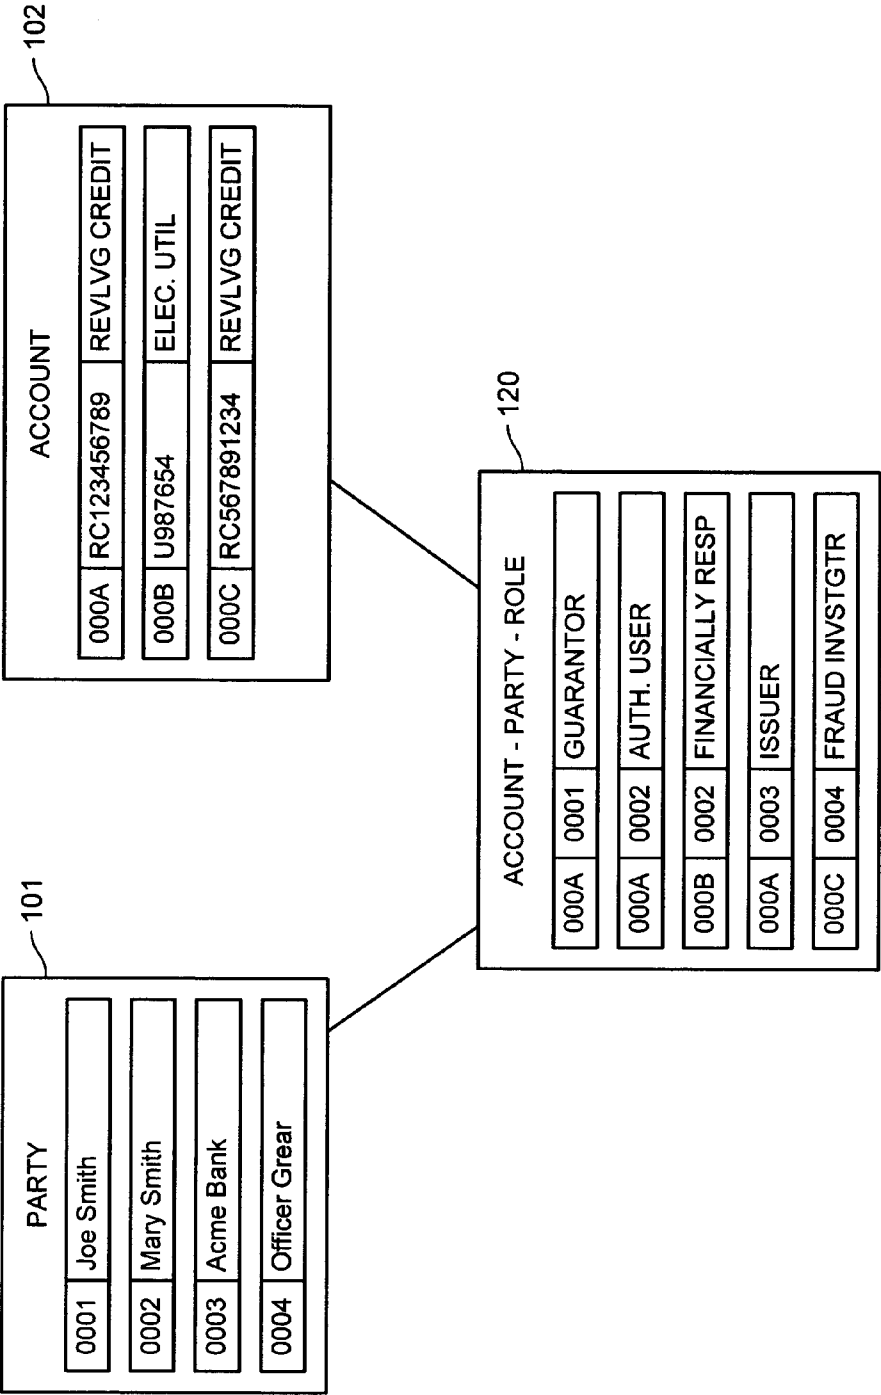 PARTY
101
0001 Joe Smith
0002 Mary Smith
0003 Acme Bank
0004 Officer Grear
ACCOUNT
102
000A RC123456789 REVLVG CREDIT
000B U987654 ELEC. UTIL
000C RC567891234 REVLVG CREDIT
ACCOUNT - PARTY - ROLE
120
000A 0001 GUARANTOR
000A 0002 AUTH. USER
000B 0002 FINANCIALLY RESP
000A 0003 ISSUER
000C 0004 FRAUD INVSTGTR